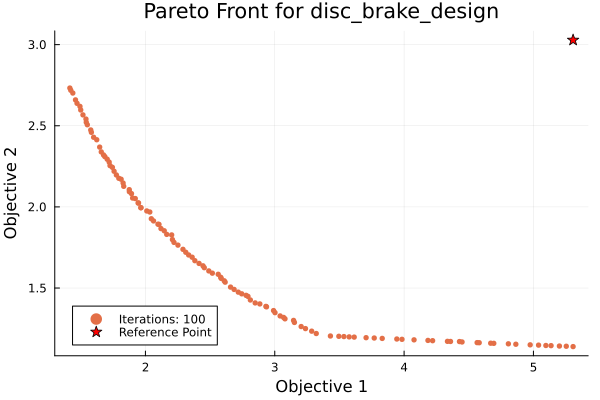 Pareto Front for disc_brake_design
Objective 2
3.0
2.5
2.0
1.5
Iterations: 100
Reference Point
2 3 4 5
Objective 1